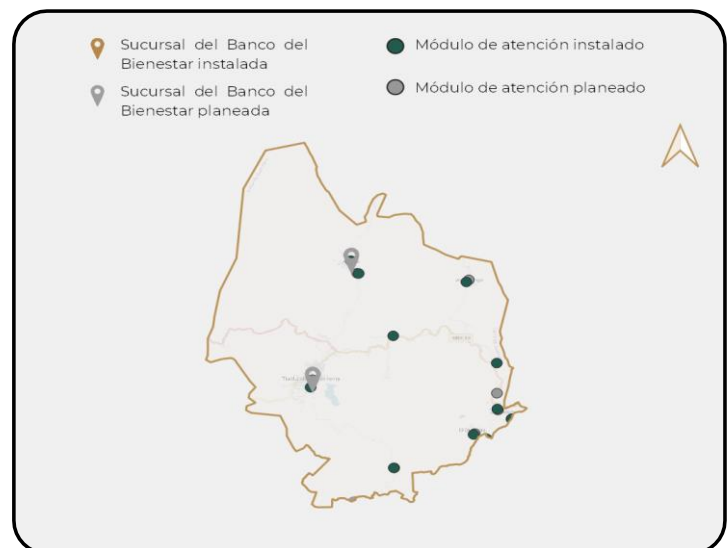 Sucursal del Banco del
Bienestar instalada
Sucursal del Banco del
Bienestar planeada
Módulo de atención instalado
Módulo de atención planeado